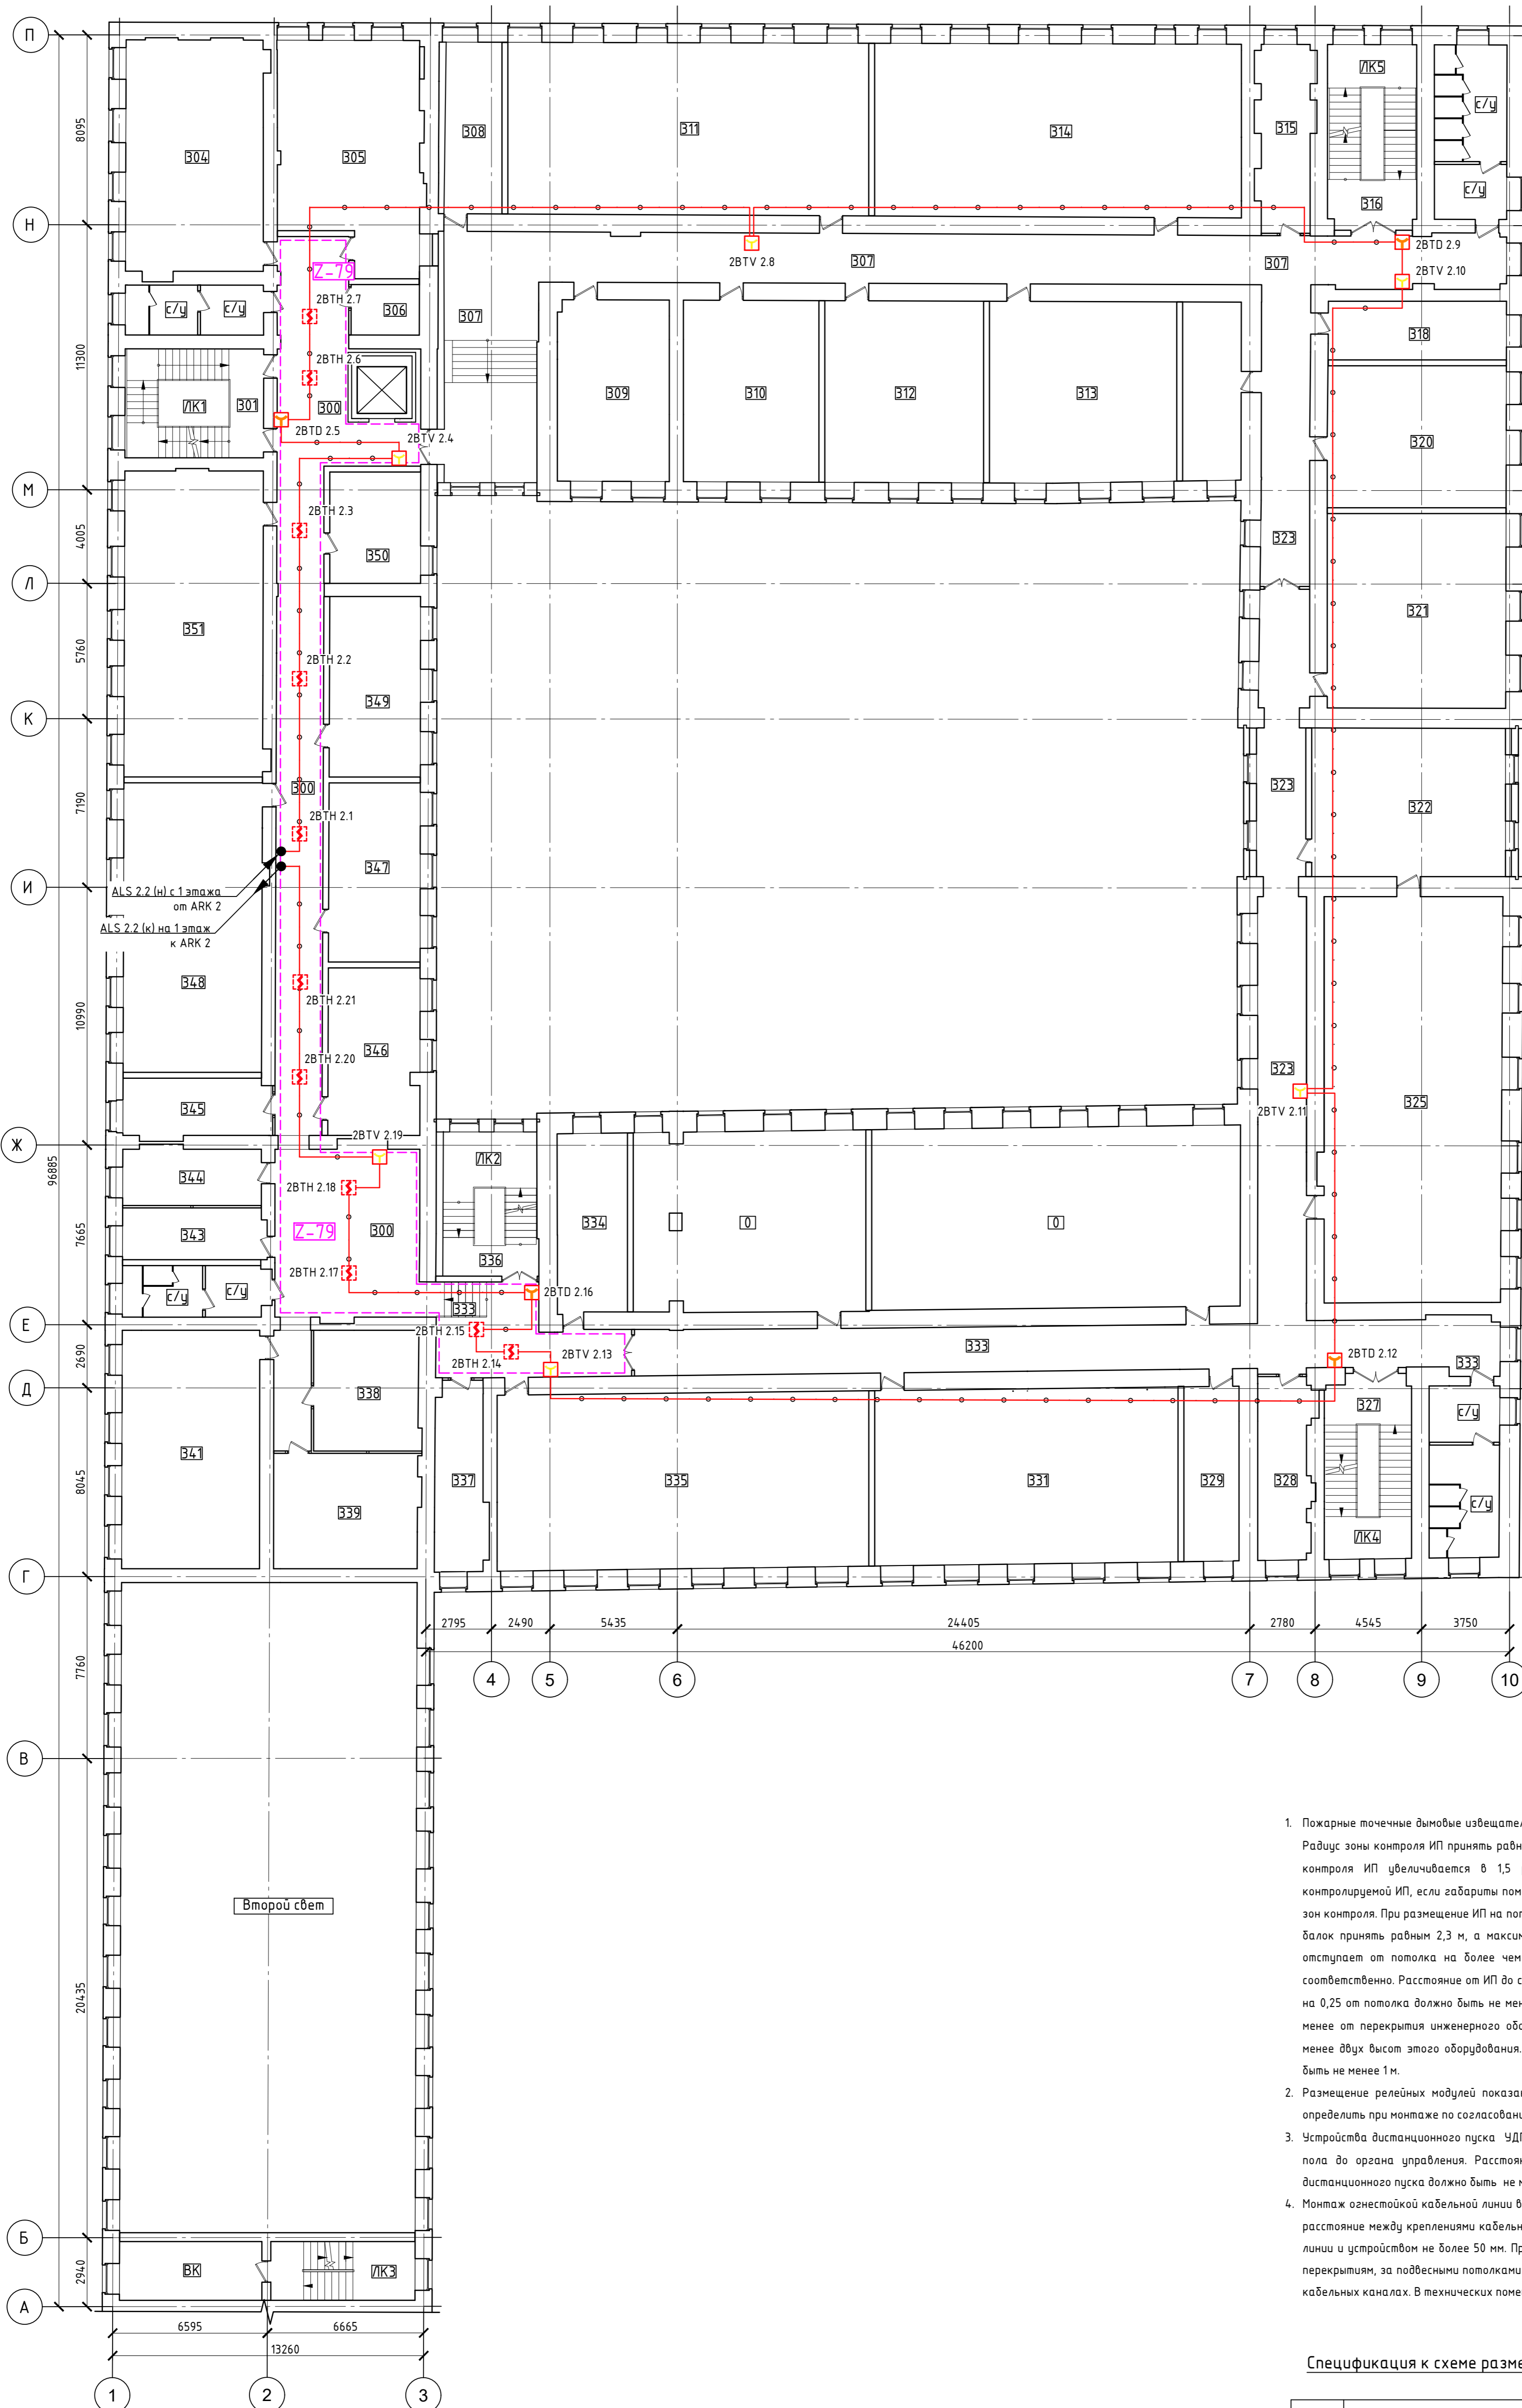 П
ЛК5
с/у
8095
308
311
314
315
304
305
с/у
316
Н
2BTD 2.9
2BTV 2.8
307
307
Z-79
2BTV 2.10
2BTH 2.7
с/у
с/у
306
307
318
11300
2BTH 2.6
309
310
312
313
ЛК1
301
300
2BTD 2.5
2BTV 2.4
320
М
2BTH 2.3
4005
350
323
Л
351
321
5760
2BTH 2.2
349
К
7190
300
323
322
2BTH 2.1
347
И
ALS 2.2 (н) с 1 этажа
от ARK 2
ALS 2.2 (к) на 1 этаж
к ARK 2
348
2BTH 2.21
10990
346
2BTH 2.20
323
345
2BTV 2.11
325
2BTV 2.19
Ж
ЛК2
96885
344
2BTH 2.18
334
0
0
7665
343
Z-79
300
336
2BTH 2.17
с/у
с/у
2BTD 2.16
333
Е
2BTH 2.15
333
2BTV 2.13
2BTD 2.12
2690
2BTH 2.14
333
Д
338
327
с/у
341
337
335
331
329
328
8045
339
с/у
ЛК4
Г
2795
2490
5435
24405
2780
4545
3750
46200
7760
4
5
6
7
8
9
10
В
1. Пожарные точечные дымовые извещател
Радиус зоны контроля ИП принять равн
контроля ИП увеличивается в 1,5
контролируемой ИП, если габариты пом
Второй свет
зон контроля. При размещение ИП на пот
балок принять равным 2,3 м, а максим
отступает от потолка на более чем
20435
соответственно. Расстояние от ИП до с
на 0,25 от потолка должно быть не мен
менее от перекрытия инженерного обо
менее двух высот этого оборудования.
быть не менее 1 м.
2. Размещение релейных модулей показан
определить при монтаже по согласовани
3. Устройства дистанционного пуска УДП
пола до органа управления. Расстоян
дистанционного пуска должно быть не м
4. Монтаж огнестойкой кабельной линии в
Б
расстояние между креплениями кабельн
линии и устройством не более 50 мм. Пр
2940
ВК
ЛК3
перекрытиям, за подвесными потолками
кабельных каналах. В технических поме
А
6595
6665
13260
Спецификация к схеме разме
1
2
3